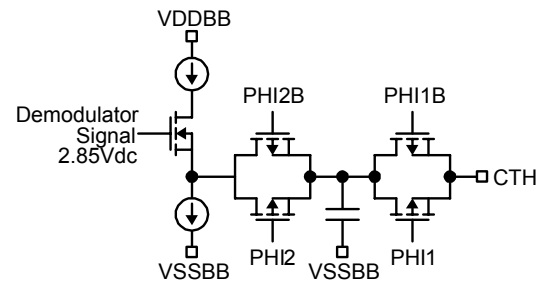 VDDBB
Demodulator
Signal
2.85Vdc
PHI2B
PHI1B
CTH
VSSBB
PHI2
VSSBB
PHI1